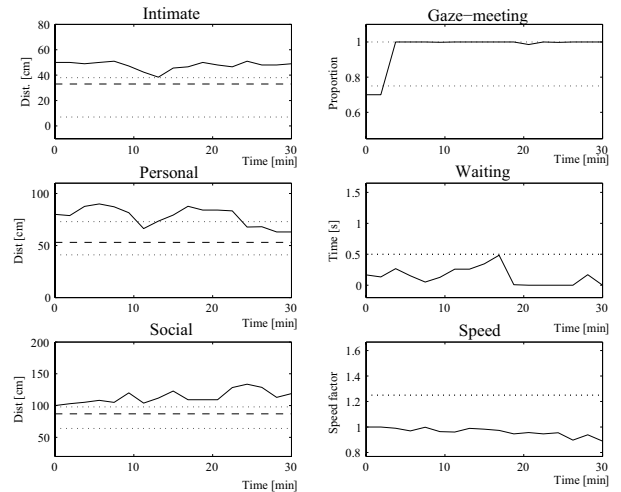 Intimate
80
60
40
20
0
Dist. [cm]
0 10 20 30
Time [min]
Personal
100
50
0
Dist [cm]
0 10 20 30
Time [min]
Social
200
150
100
50
Dist [cm]
0 10 20 30
Time [min]
Gaze−meeting
1
0.8
0.6
Proportion
0 10 20 30
Time [min]
Waiting
1.5
1
0.5
0
Time [s]
0 10 20 30
Time [min]
Speed
1.6
1.4
1.2
1
0.8
Speed factor
0 10 20 30
Time [min]